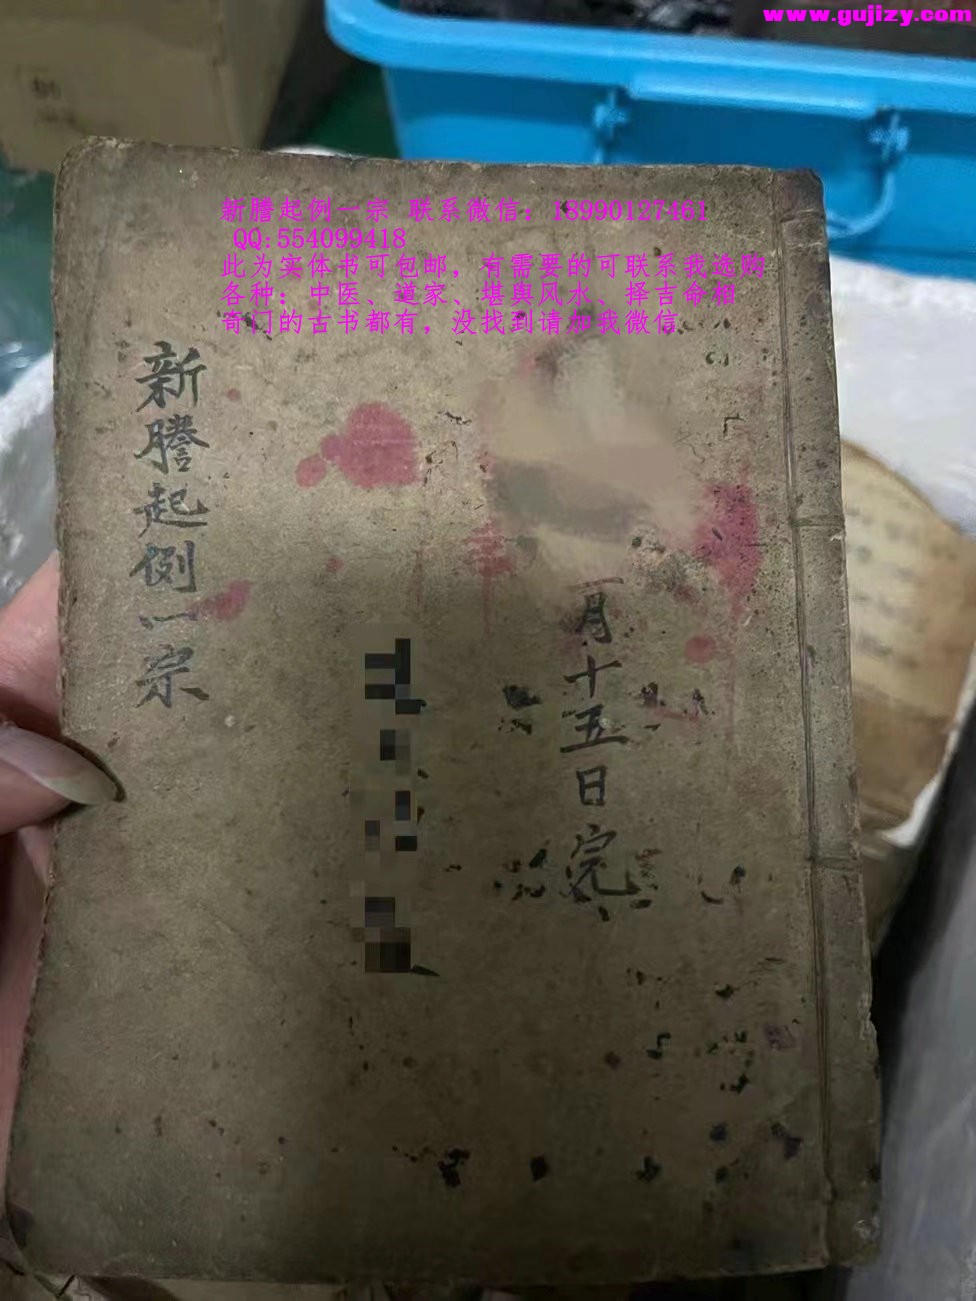 www.gujizy.com
新謄起例一宗 联系微信：18990127461
QQ:554099418
此为实体书可包邮，有需要的可联系我选购
各种：中医、道家、堪舆风水、择吉命相
奇门的古书都有，没找到请加我微信
月十五日完
新謄起例一宗